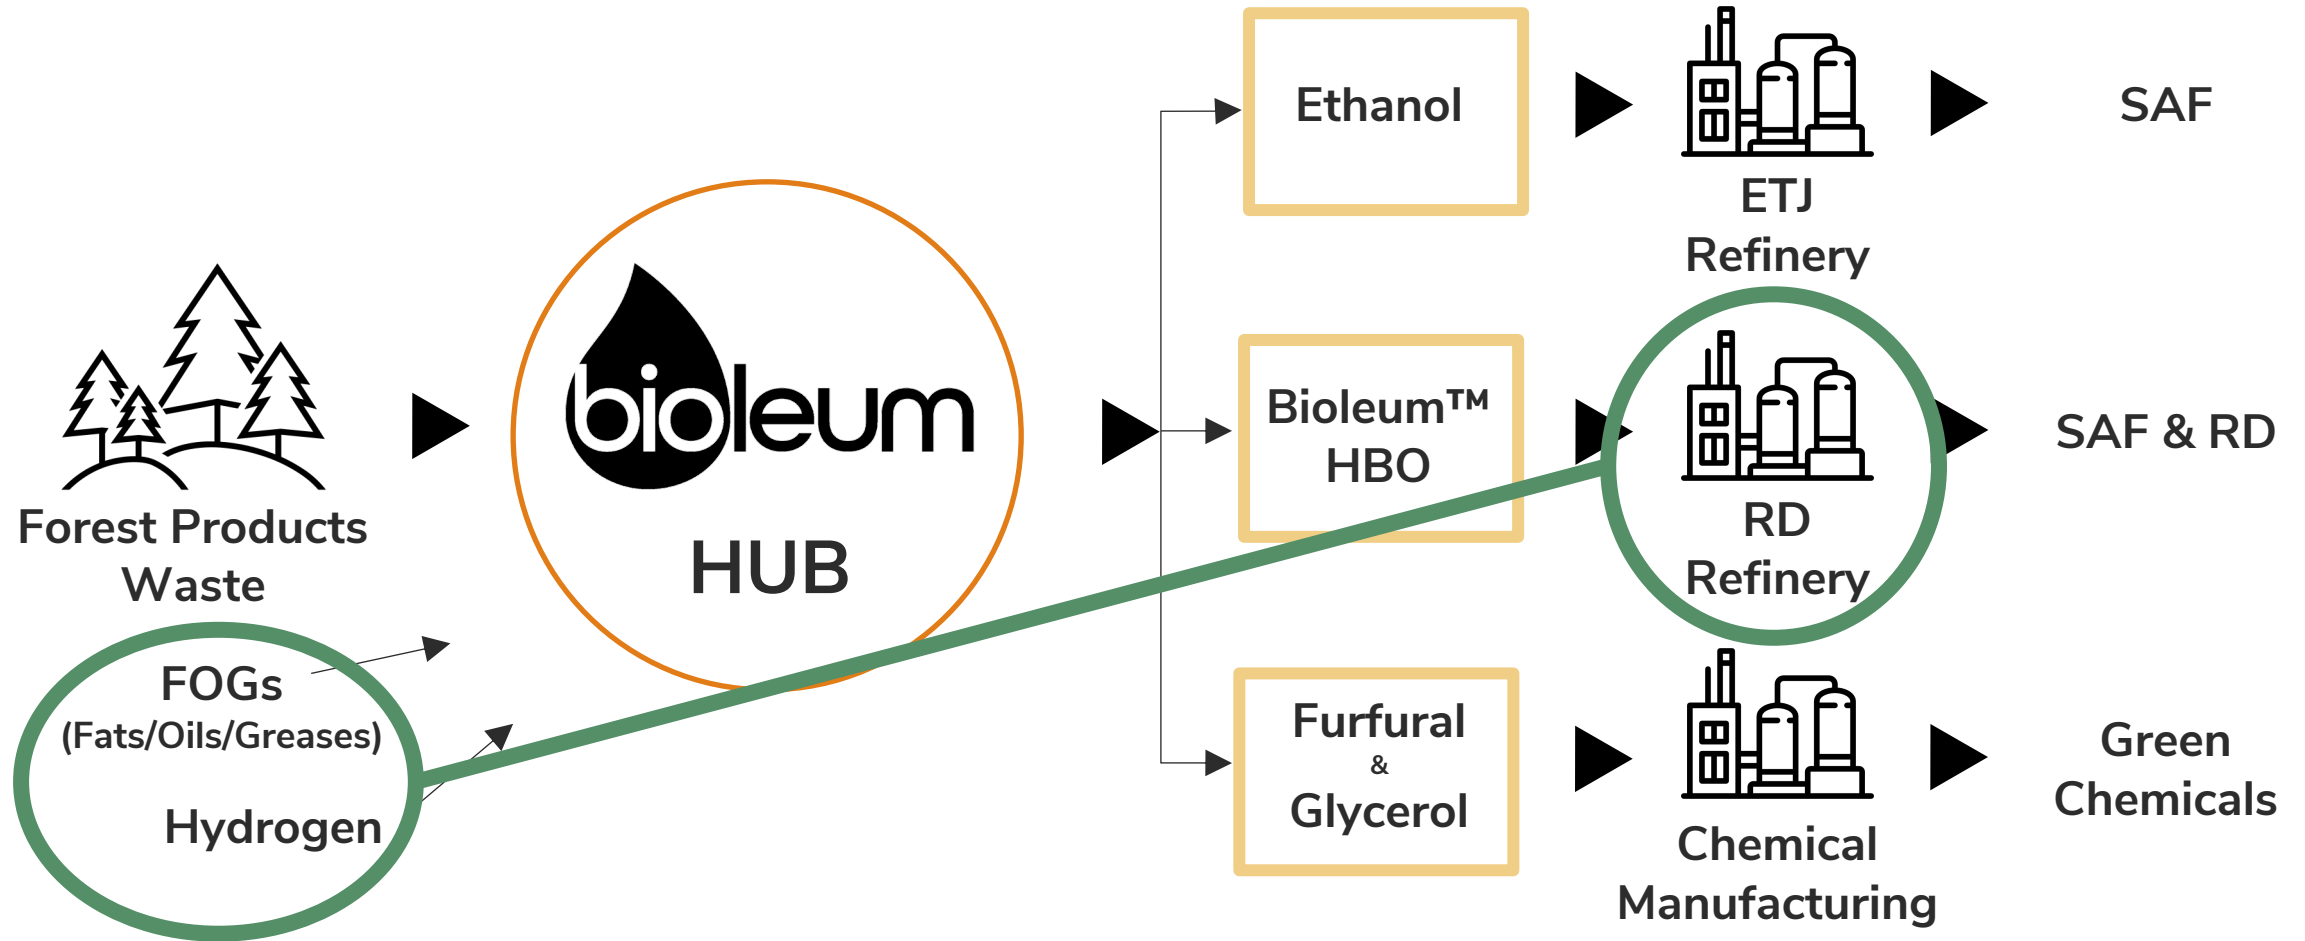 Forest Products
Waste
FOGs
(Fats/Oils/Greases)
Hydrogen
bioleum
HUB
Ethanol
ETJ
Refinery
SAF
Bioleum™
HBO
RD
Refinery
SAF & RD
Furfural
&
Glycerol
Chemical
Manufacturing
Green
Chemicals